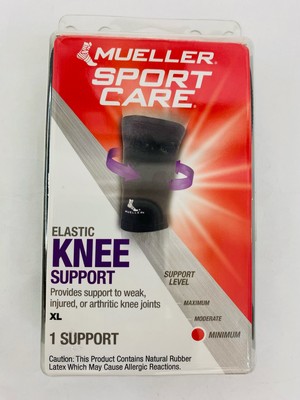 MUELLER
SPORT
CARE
MUELLER
ELASTIC
KNEE
SUPPORT
Provides support to weak,
injured, or arthritic knee joints
XL
1 SUPPORT
SUPPORT
LEVEL
MAXIMUM
MODERATE
MINIMUM
Caution: This Product Contains Natural Rubber
Latex Which May Cause Allergic Reactions.